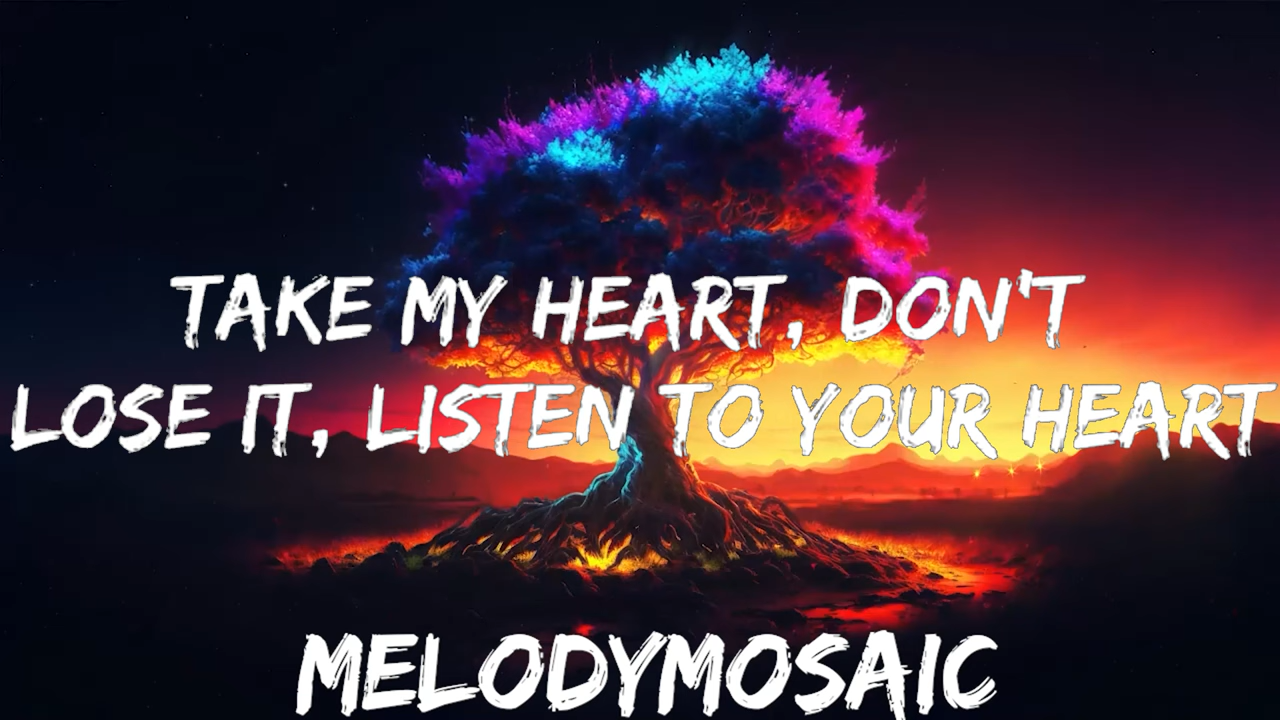 TAKE MY HEART, DON'T
LOSE IT, LISTEN TO YOUR HEART
MELODYMOSAIC